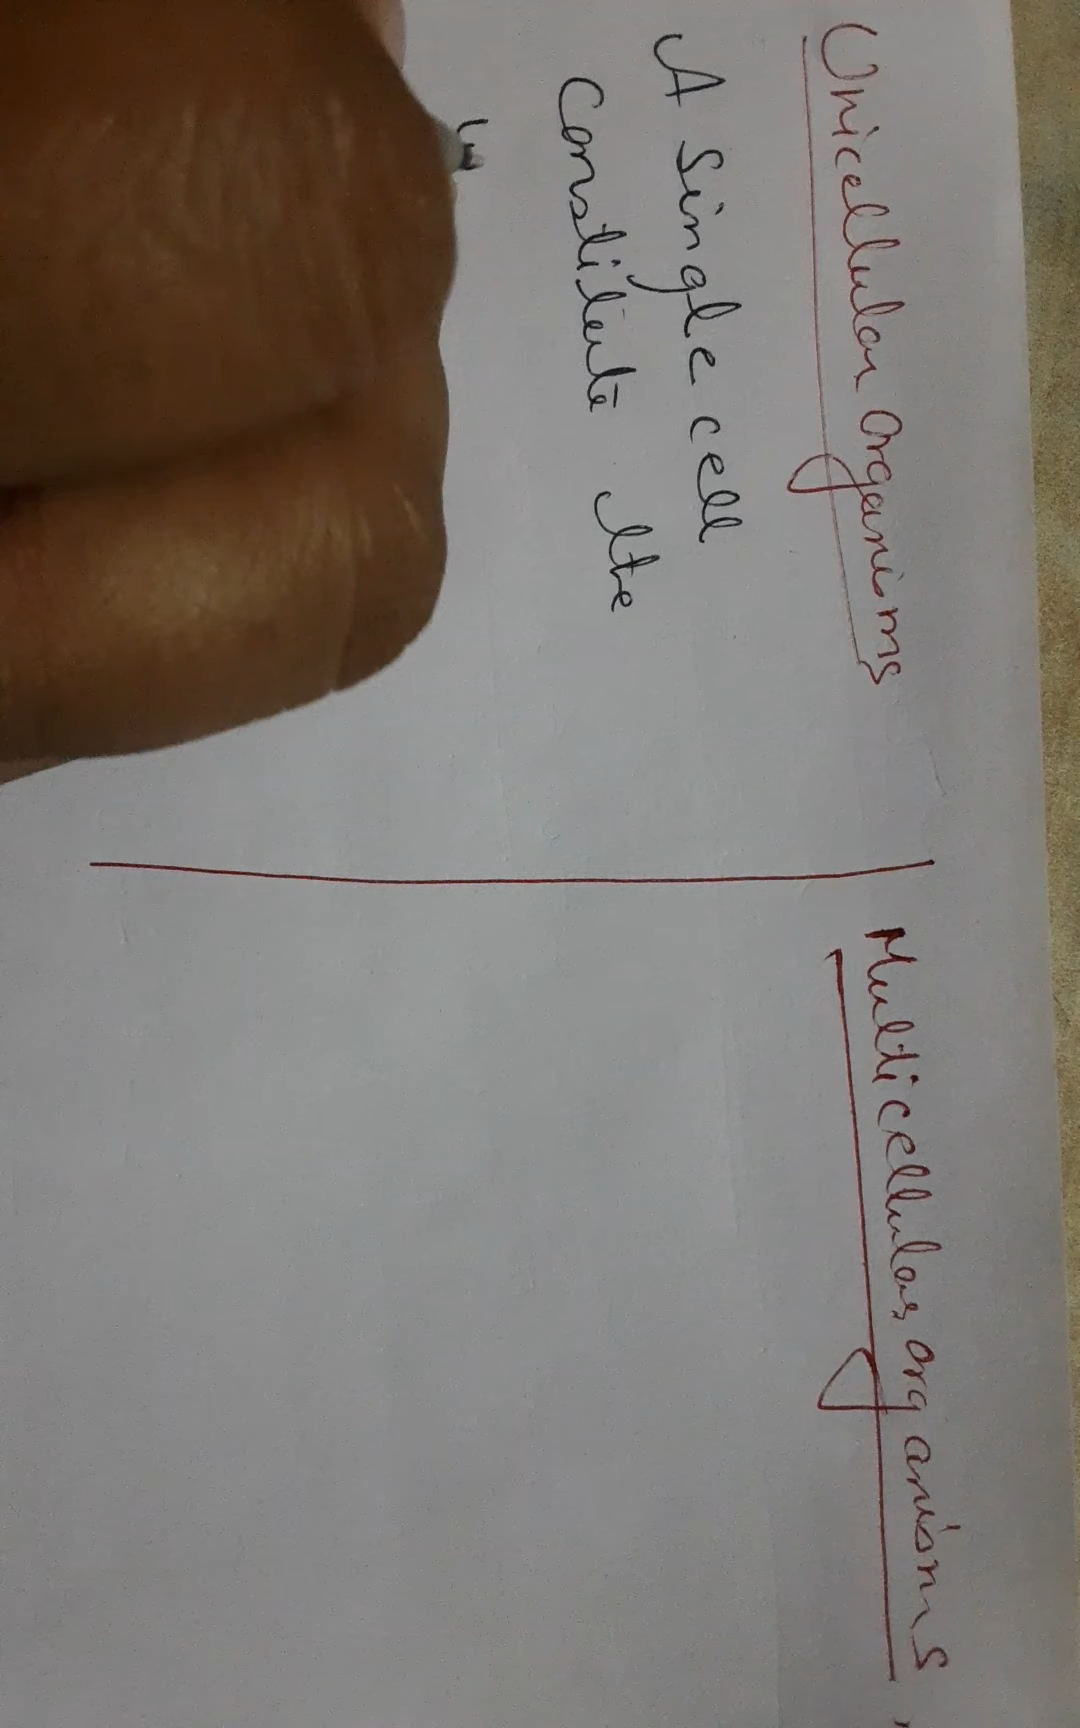 Unicellular organisms
Multicellular organisms
A Single cell
Constitute the